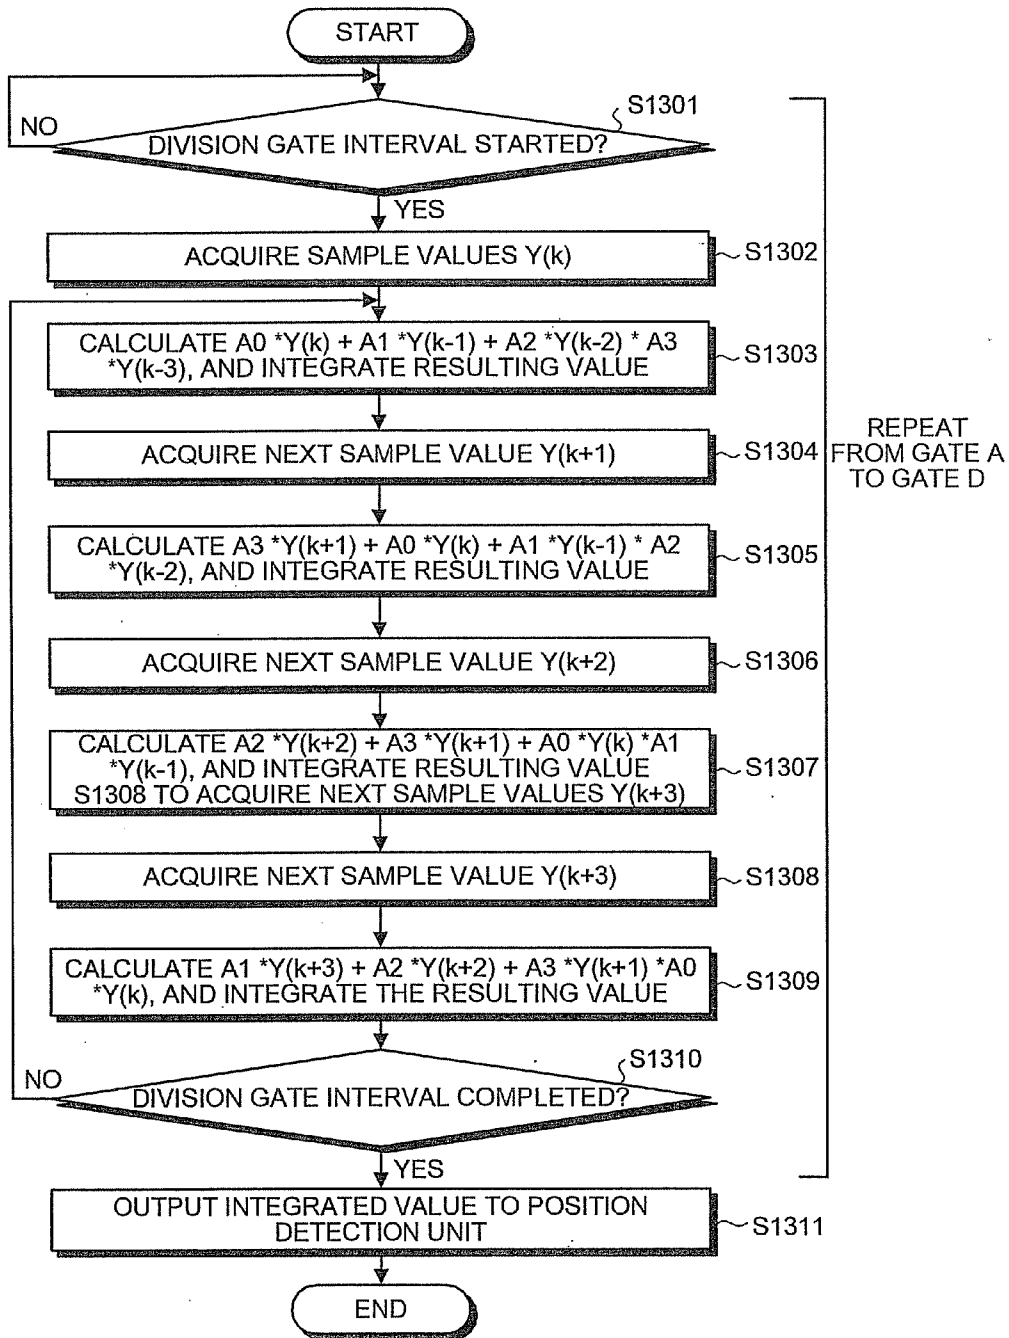 START
S1301
NO
DIVISION GATE INTERVAL STARTED?
YES
ACQUIRE SAMPLE VALUES Y(k)
S1302
CALCULATE A0 *Y(k) + A1 *Y(k-1) + A2 *Y(k-2) * A3
*Y(k-3), AND INTEGRATE RESULTING VALUE
S1303
ACQUIRE NEXT SAMPLE VALUE Y(k+1)
S1304
REPEAT
FROM GATE A
TO GATE D
CALCULATE A3 *Y(k+1) + A0 *Y(k) + A1 *Y(k-1) * A2
*Y(k-2), AND INTEGRATE RESULTING VALUE
S1305
ACQUIRE NEXT SAMPLE VALUE Y(k+2)
S1306
CALCULATE A2 *Y(k+2) + A3 *Y(k+1) + A0 *Y(k) *A1
*Y(k-1), AND INTEGRATE RESULTING VALUE
S1308 TO ACQUIRE NEXT SAMPLE VALUES Y(k+3)
S1307
ACQUIRE NEXT SAMPLE VALUE Y(k+3)
S1308
CALCULATE A1 *Y(k+3) + A2 *Y(k+2) + A3 *Y(k+1) *A0
*Y(k), AND INTEGRATE THE RESULTING VALUE
S1309
S1310
NO
DIVISION GATE INTERVAL COMPLETED?
YES
OUTPUT INTEGRATED VALUE TO POSITION
DETECTION UNIT
S1311
END